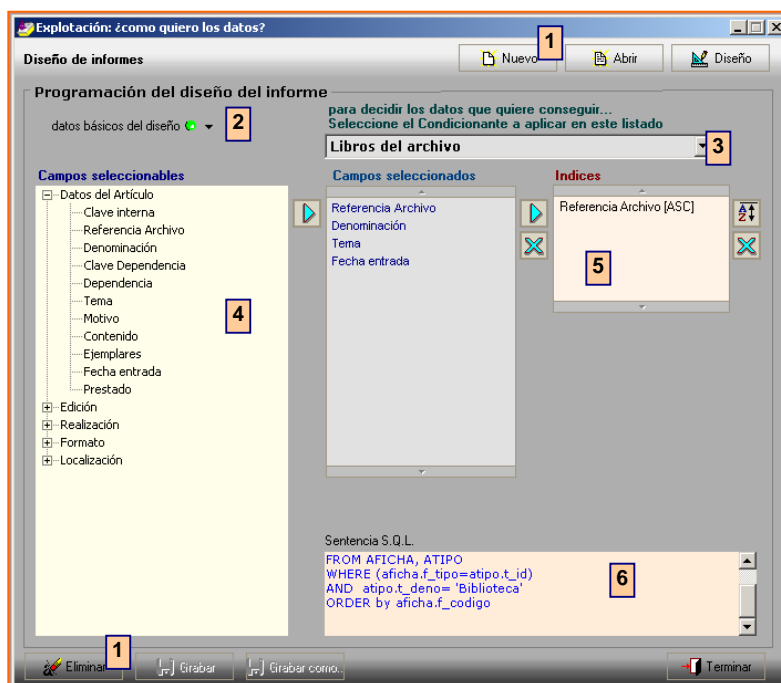 Explotación: ¿como quiero los datos?
Diseño de informes
1
Nuevo
Abrir
Diseño
Programación del diseño del informe
datos básicos del diseño
2
para decidir los datos que quiere conseguir...
Seleccione el Condicionante a aplicar en este listado
Libros del archivo
3
Campos seleccionables
Datos del Artículo
Clave interna
Referencia Archivo
Denominación
Clave Dependencia
Dependencia
Tema
Motivo
Contenido
Ejemplares
Fecha entrada
Prestado
Edición
Realización
Formato
Localización
4
Campos seleccionados
Referencia Archivo
Denominación
Tema
Fecha entrada
Indices
Referencia Archivo [ASC]
A
Z
5
Sentencia S.Q.L.
FROM AFICHA, ATIPO
WHERE (aficha.f_tipo=atipo.t_id)
AND atipo.t_deno= 'Biblioteca'
ORDER by aficha.f_codigo
6
1
Eliminar
Grabar
Grabar como..
Terminar